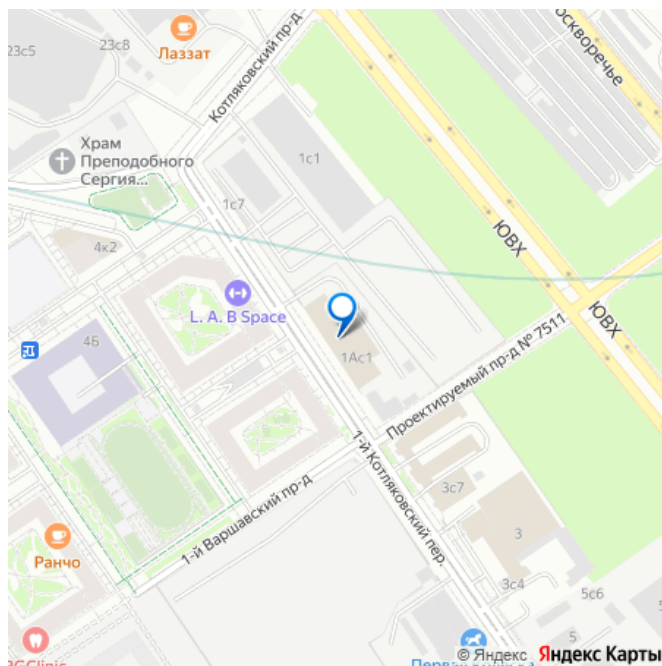 23с5
23с8
Лаззат
Котляковский пр-д
Москворечье
Храм
Преподобного
Сергия...
1с1
1с7
4к2
ЮВХ
L. A. B Space
ЮВХ
4Б
1Ас1
Проектируемый пр-д № 7511
1-й Котляковский пер.
1-й Варшавский пр-д
3с7
3
Ранчо
3с4
5с6
5
© Яндекс Яндекс Карты